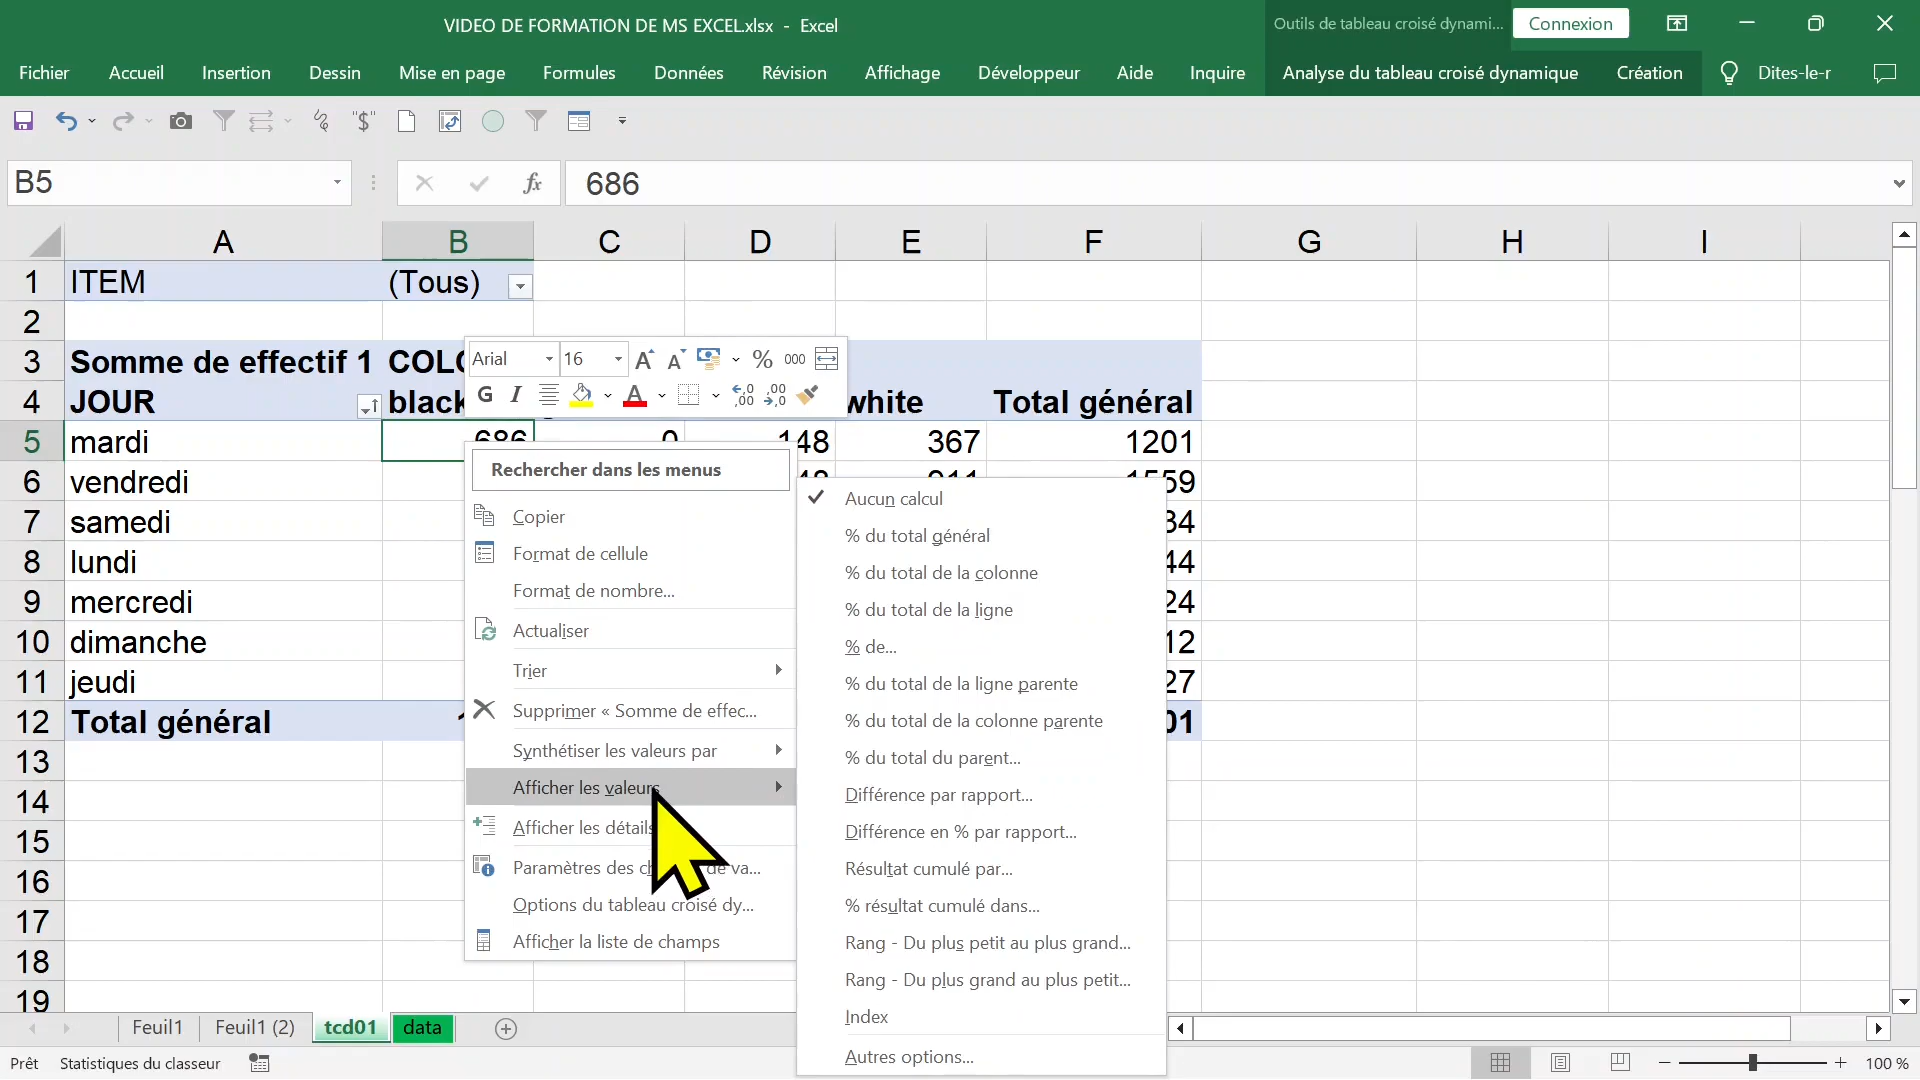 VIDEO DE FORMATION DE MS EXCEL.xlsx - Excel
Outils de tableau croisé dynami...
Connexion
Fichier Accueil Insertion Dessin Mise en page Formules Données Révision Affichage Développeur Aide Inquire Analyse du tableau croisé dynamique Création Dites-le-r
"$"
B5
fx
686
A B C D E F G H I
1 ITEM (Tous)
2
3 Somme de effectif 1 COLO
4 JOUR black white Total général
5 mardi 686 0 148 367 1201
6 vendredi 48 911 1559
7 samedi 34
8 lundi 44
9 mercredi 24
10 dimanche 12
11 jeudi 27
12 Total général 1 01
13
14
15
16
17
18
19
Arial 16 A A % 000
G I A
Rechercher dans les menus
Copier
Format de cellule
Format de nombre...
Actualiser
Trier
Supprimer « Somme de effec...
Synthétiser les valeurs par
Afficher les valeurs
Afficher les détails
Paramètres des ch de va...
Options du tableau croisé dy...
Afficher la liste de champs
Aucun calcul
% du total général
% du total de la colonne
% du total de la ligne
% de...
% du total de la ligne parente
% du total de la colonne parente
% du total du parent...
Différence par rapport...
Différence en % par rapport...
Résultat cumulé par...
% résultat cumulé dans...
Rang - Du plus petit au plus grand...
Rang - Du plus grand au plus petit...
Index
Autres options...
Feuil1 Feuil1 (2) tcd01 data
Prêt Statistiques du classeur 100 %